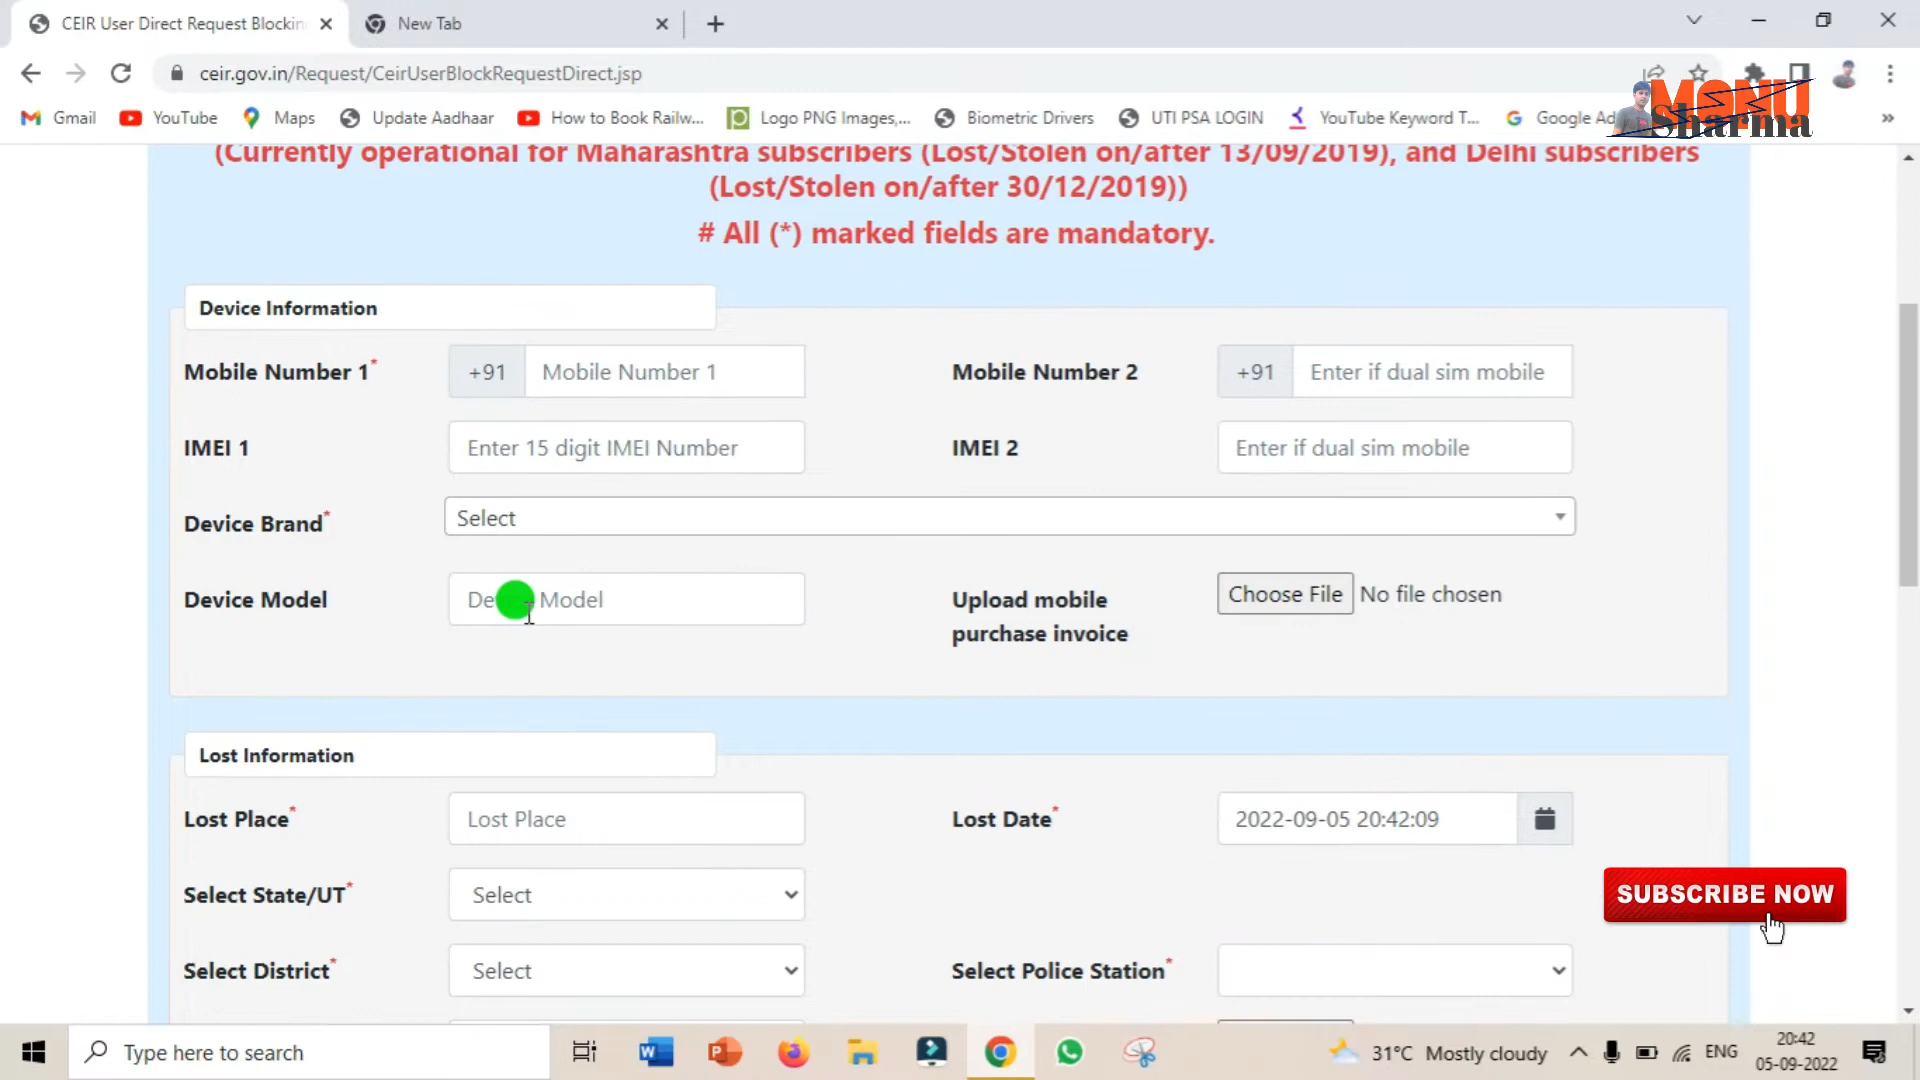 CEIR User Direct Request Blockin
New Tab
ceir.gov.in/Request/CeirUserBlockRequestDirect.jsp
Gmail
YouTube
Maps
Update Aadhaar
How to Book Railw...
Logo PNG Images,...
Biometric Drivers
UTI PSA LOGIN
YouTube Keyword T...
Google Ad
MONU
Sharma
(Currently operational for Maharashtra subscribers (Lost/Stolen on/after 13/09/2019), and Delhi subscribers
(Lost/Stolen on/after 30/12/2019))
# All (*) marked fields are mandatory.
Device Information
Mobile Number 1* +91 Mobile Number 1 Mobile Number 2 +91 Enter if dual sim mobile
IMEI 1 Enter 15 digit IMEI Number IMEI 2 Enter if dual sim mobile
Device Brand* Select
Device Model Model Upload mobile Choose File No file chosen
purchase invoice
Lost Information
Lost Place* Lost Place Lost Date* 2022-09-05 20:42:09
Select State/UT* Select
SUBSCRIBE NOW
Select District* Select Select Police Station*
Type here to search
31°C Mostly cloudy
ENG
20:42
05-09-2022